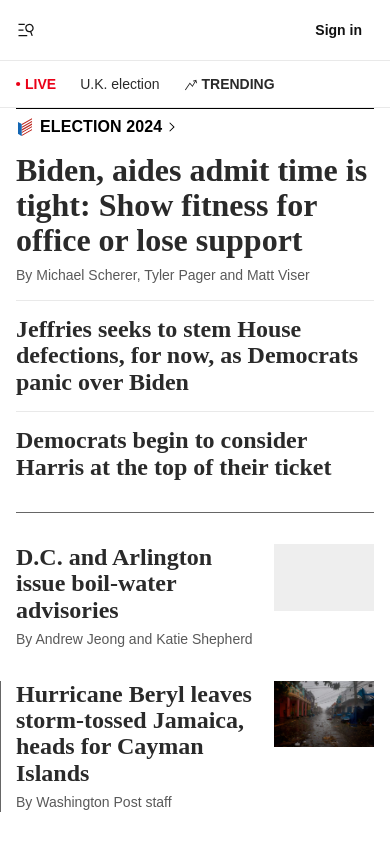 Sign in
LIVE
U.K. election
TRENDING
ELECTION 2024
Biden, aides admit time is
tight: Show fitness for
office or lose support
By Michael Scherer, Tyler Pager and Matt Viser
Jeffries seeks to stem House
defections, for now, as Democrats
panic over Biden
Democrats begin to consider
Harris at the top of their ticket
D.C. and Arlington
issue boil-water
advisories
By Andrew Jeong and Katie Shepherd
Hurricane Beryl leaves
storm-tossed Jamaica,
heads for Cayman
Islands
By Washington Post staff